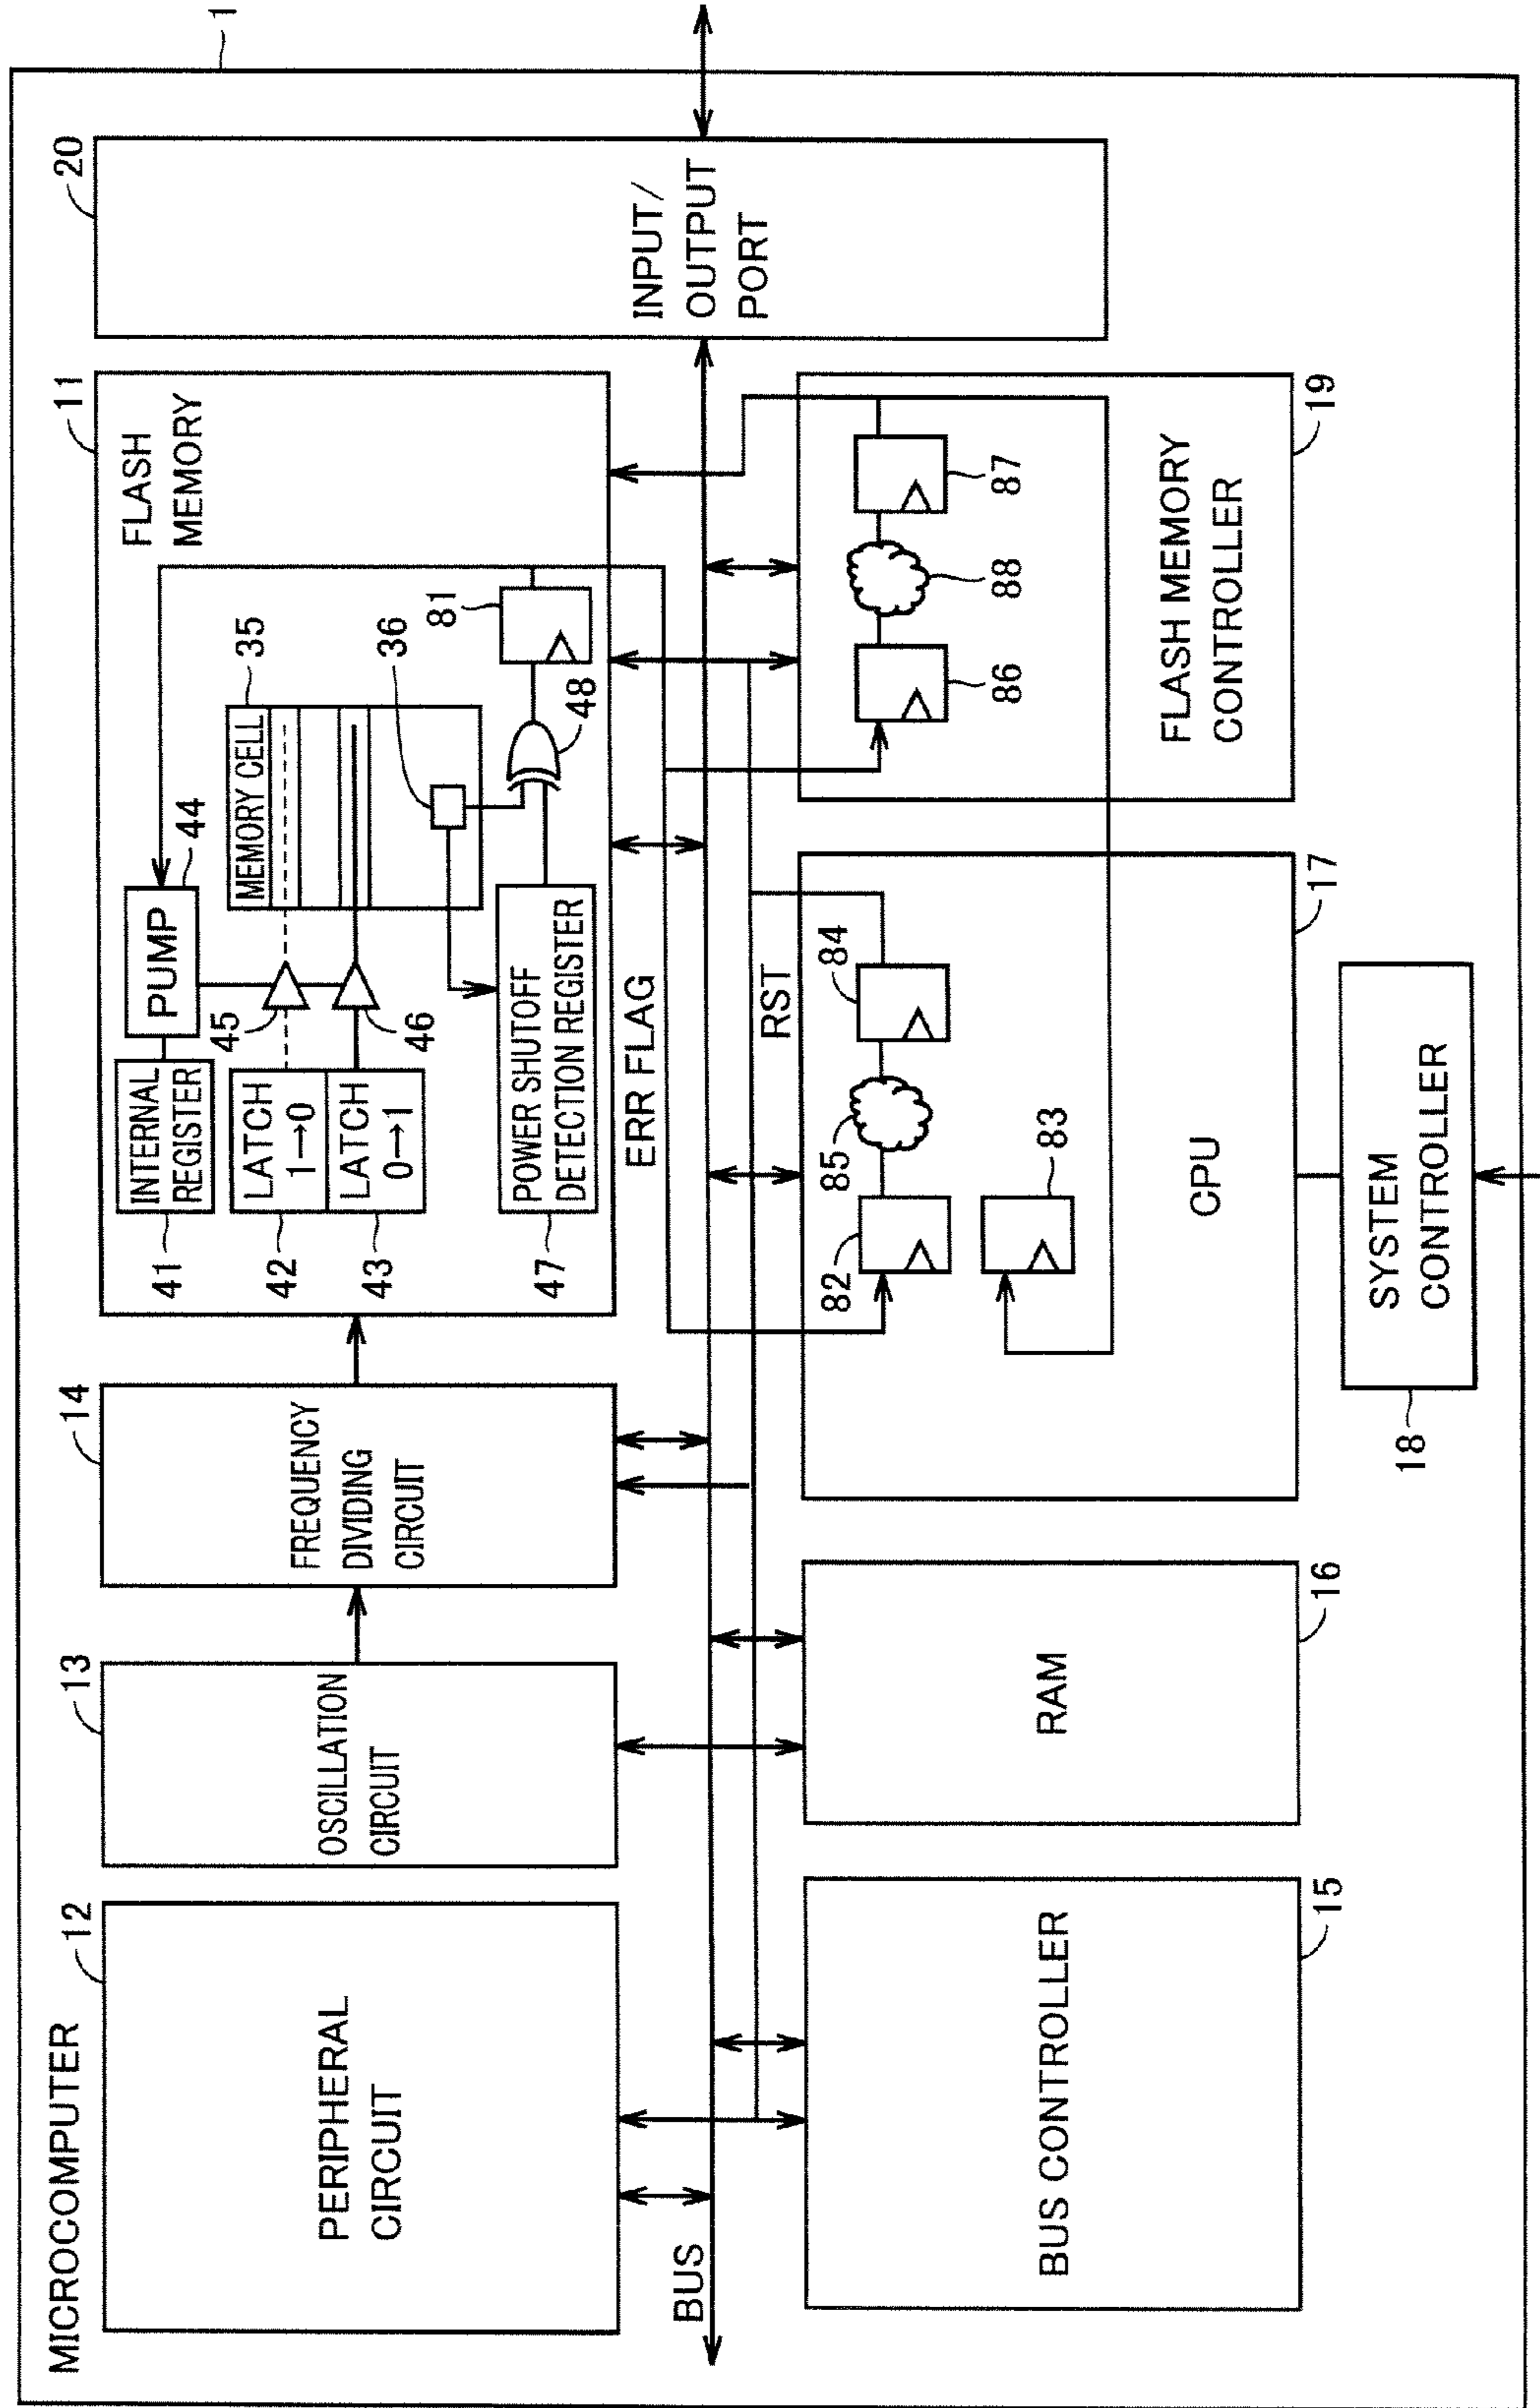 1
MICROCOMPUTER
12
PERIPHERAL
CIRCUIT
13
OSCILLATION
CIRCUIT
14
FREQUENCY
DIVIDING
CIRCUIT
11
FLASH
MEMORY
41
INTERNAL
REGISTER
44
PUMP
42
LATCH
1→0
43
LATCH
0→1
45
46
35
MEMORY CELL
36
47
POWER SHUTOFF
DETECTION REGISTER
48
81
20
INPUT/
OUTPUT
PORT
BUS
ERR FLAG
RST
BUS CONTROLLER
15
RAM
16
82
85
84
83
CPU
17
86
88
87
FLASH MEMORY
CONTROLLER
19
SYSTEM
CONTROLLER
18